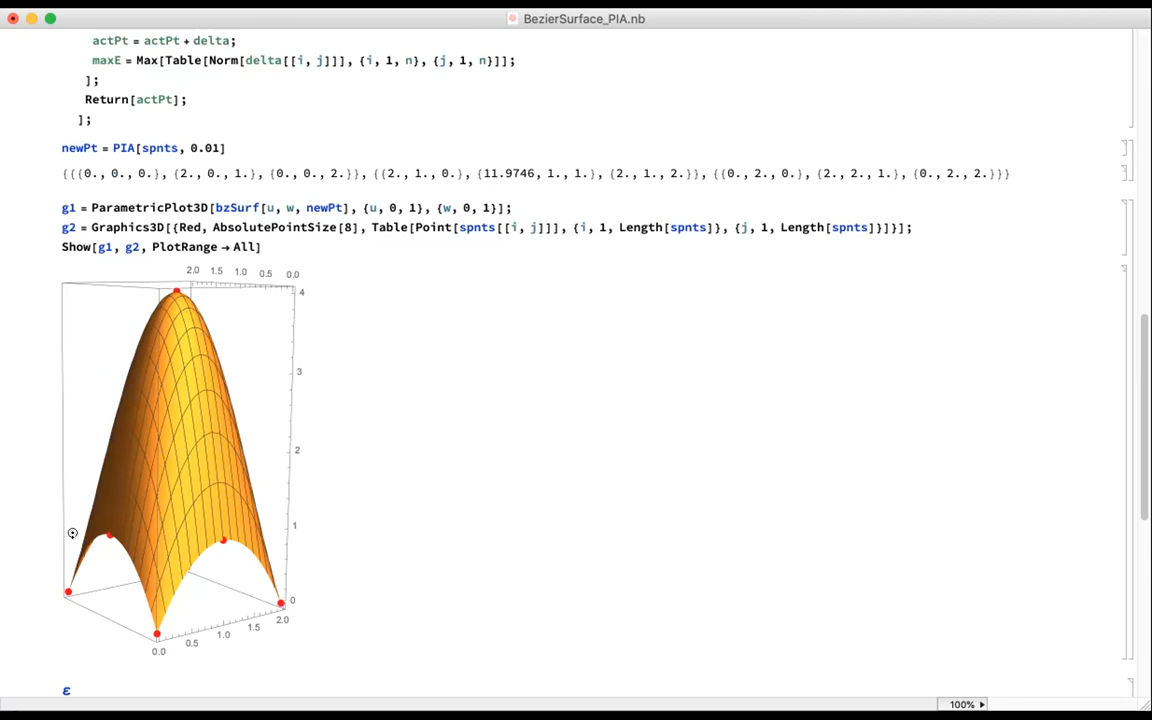 BezierSurface_PIA.nb
actPt = actPt + delta;
maxE = Max[Table[Norm[delta[[i, j]]], {i, 1, n}, {j, 1, n}]];
];
Return[actPt];
];
newPt = PIA[spnts, 0.01]
{{{0., 0., 0.}, {2., 0., 1.}, {0., 0., 2.}}, {{2., 1., 0.}, {11.9746, 1., 1.}, {2., 1., 2.}}, {{0., 2., 0.}, {2., 2., 1.}, {0., 2., 2.}}}
g1 = ParametricPlot3D[bzSurf[u, w, newPt], {u, 0, 1}, {w, 0, 1}];
g2 = Graphics3D[{Red, AbsolutePointSize[8], Table[Point[spnts[[i, j]]], {i, 1, Length[spnts]}, {j, 1, Length[spnts]}]}];
Show[g1, g2, PlotRange → All]
2.0 1.5 1.0 0.5 0.0
4
3
2
1
0
2.0
1.5
1.0
0.5
0.0
ε
100%